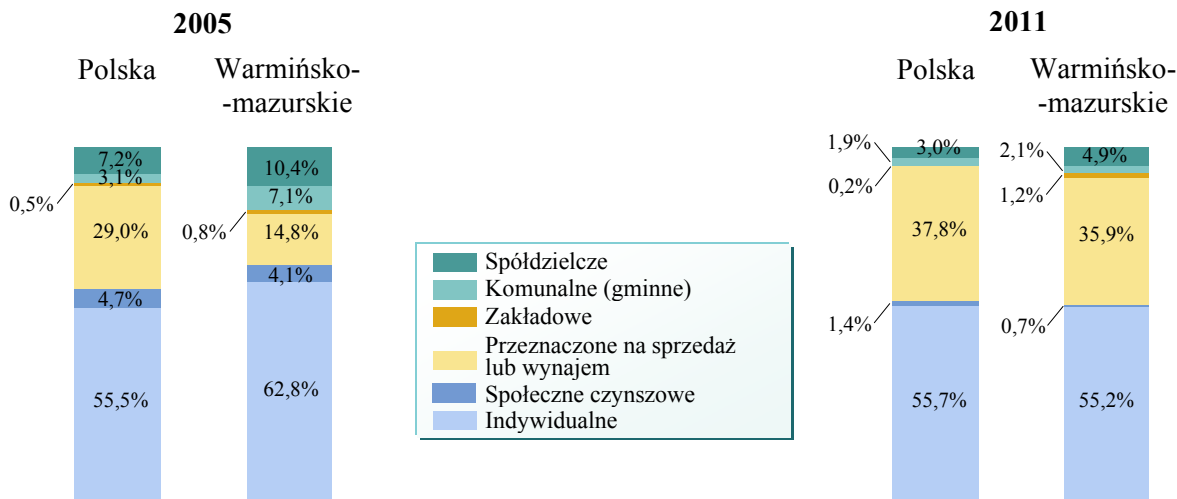 2005
Polska
Warmińsko-
-mazurskie
7,2%
3,1%
0,5%
29,0%
4,7%
55,5%
10,4%
7,1%
0,8%
14,8%
4,1%
62,8%
Spółdzielcze
Komunalne (gminne)
Zakładowe
Przeznaczone na sprzedaż
lub wynajem
Społeczne czynszowe
Indywidualne
2011
Polska
Warmińsko-
-mazurskie
3,0%
1,9%
0,2%
37,8%
1,4%
55,7%
4,9%
2,1%
1,2%
35,9%
0,7%
55,2%